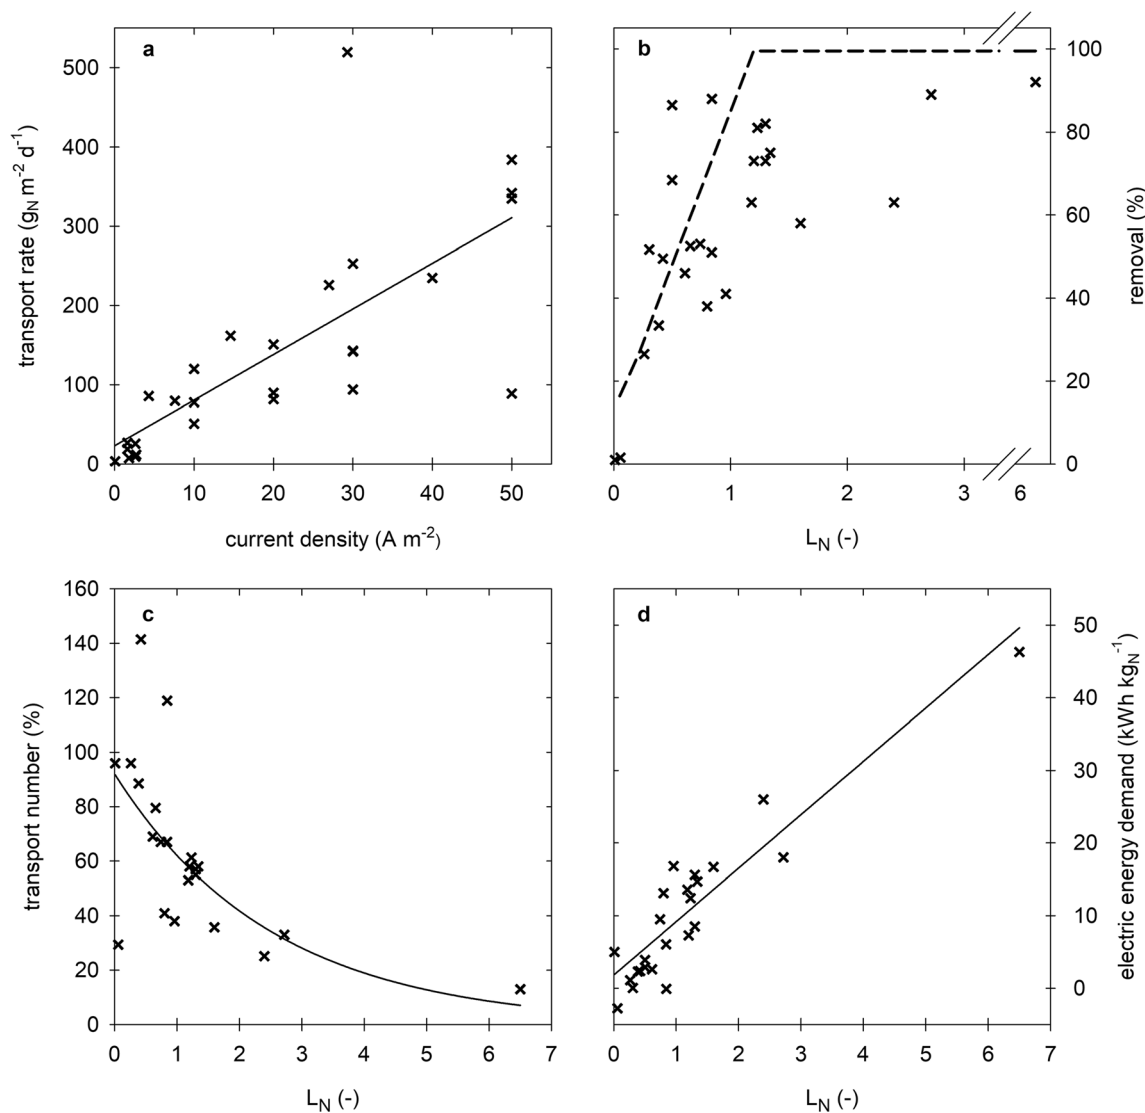 a
500
400
300
200
100
0
transport rate (gN m-2 d-1)
0 10 20 30 40 50
current density (A m-2)
b
100
80
60
40
20
0
removal (%)
0 1 2 3 6
LN (-)
c
160
140
120
100
80
60
40
20
0
transport number (%)
0 1 2 3 4 5 6 7
LN (-)
d
50
40
30
20
10
0
electric energy demand (kWh kgN-1)
0 1 2 3 4 5 6 7
LN (-)